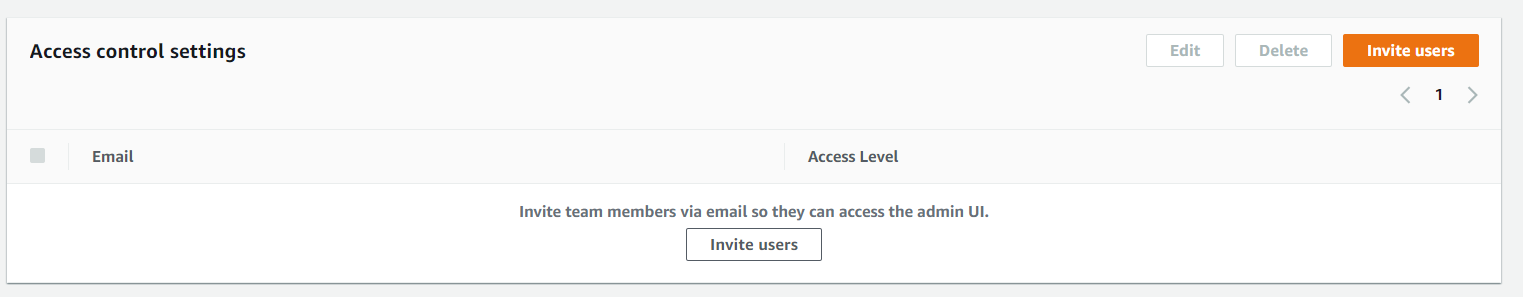 Access control settings
Edit
Delete
Invite users
1
Email
Access Level
Invite team members via email so they can access the admin UI.
Invite users